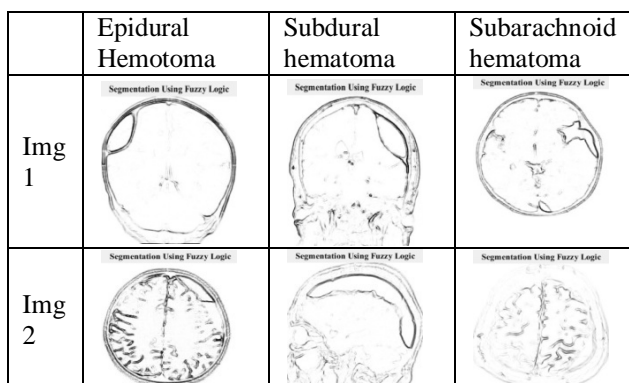 Epidural
Hemotoma
Subdural
hematoma
Subarachnoid
hematoma
Img
1
Segmentation Using Fuzzy Logic
Segmentation Using Fuzzy Logic
Segmentation Using Fuzzy Logic
Img
2
Segmentation Using Fuzzy Logic
Segmentation Using Fuzzy Logic
Segmentation Using Fuzzy Logic